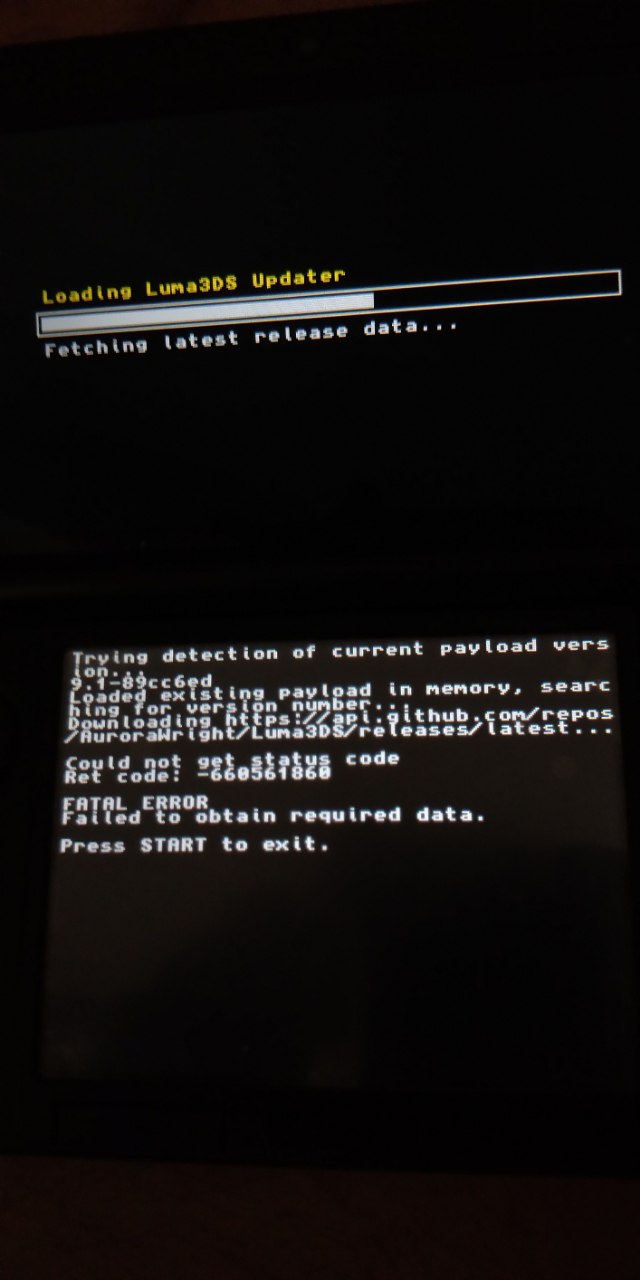 Loading Luma3DS Updater
Fetching latest release data...
Trying detection of current payload vers
ion...
9.1-89cc6ed
Loaded existing payload in memory, searc
hing for version number...
Downloading https://api.github.com/repos
/AuroraWright/Luma3DS/releases/latest...
Could not get status code
Ret code: -660561860
FATAL ERROR
Failed to obtain required data.
Press START to exit.